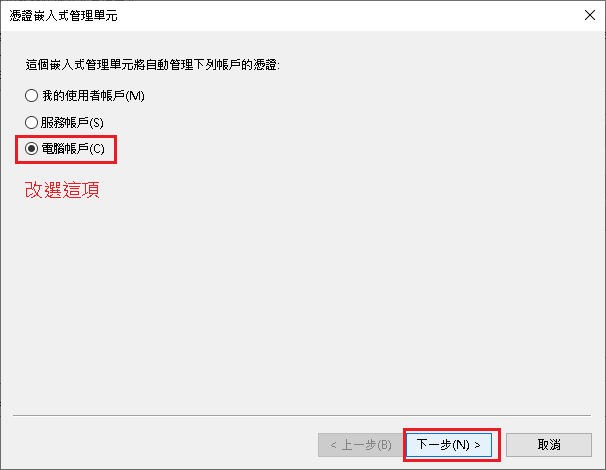 憑證嵌入式管理單元
這個嵌入式管理單元將自動管理下列帳戶的憑證:
我的使用者帳戶(M)
服務帳戶(S)
電腦帳戶(C)
改選這項
< 上一步(B)
下一步(N) >
取消